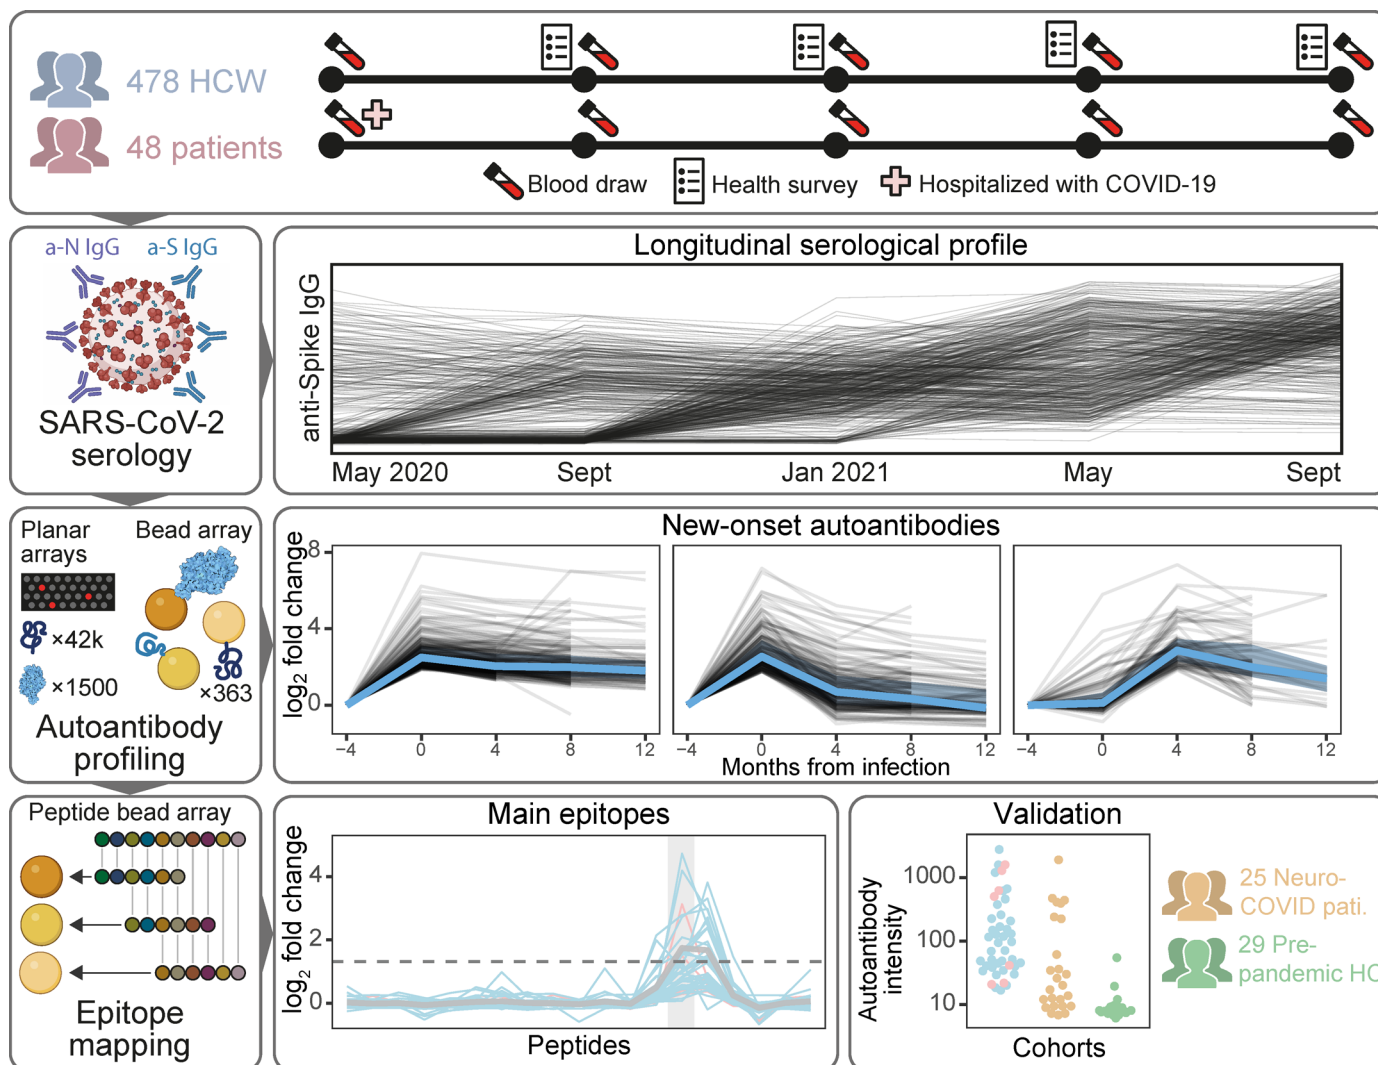 478 HCW
48 patients
Blood draw
Health survey
Hospitalized with COVID-19
a-N IgG
a-S IgG
SARS-CoV-2
serology
Longitudinal serological profile
anti-Spike IgG
May 2020
Sept
Jan 2021
May
Sept
Planar
arrays
Bead array
×42k
×1500
×363
Autoantibody
profiling
New-onset autoantibodies
log2 fold change
8
4
0
−4
0
4
8
12
−4
0
4
8
12
−4
0
4
8
12
Months from infection
Peptide bead array
Epitope
mapping
Main epitopes
log2 fold change
4
2
0
Peptides
Validation
Autoantibody
intensity
1000
100
10
Cohorts
25 Neuro-
COVID pati.
29 Pre-
pandemic HC